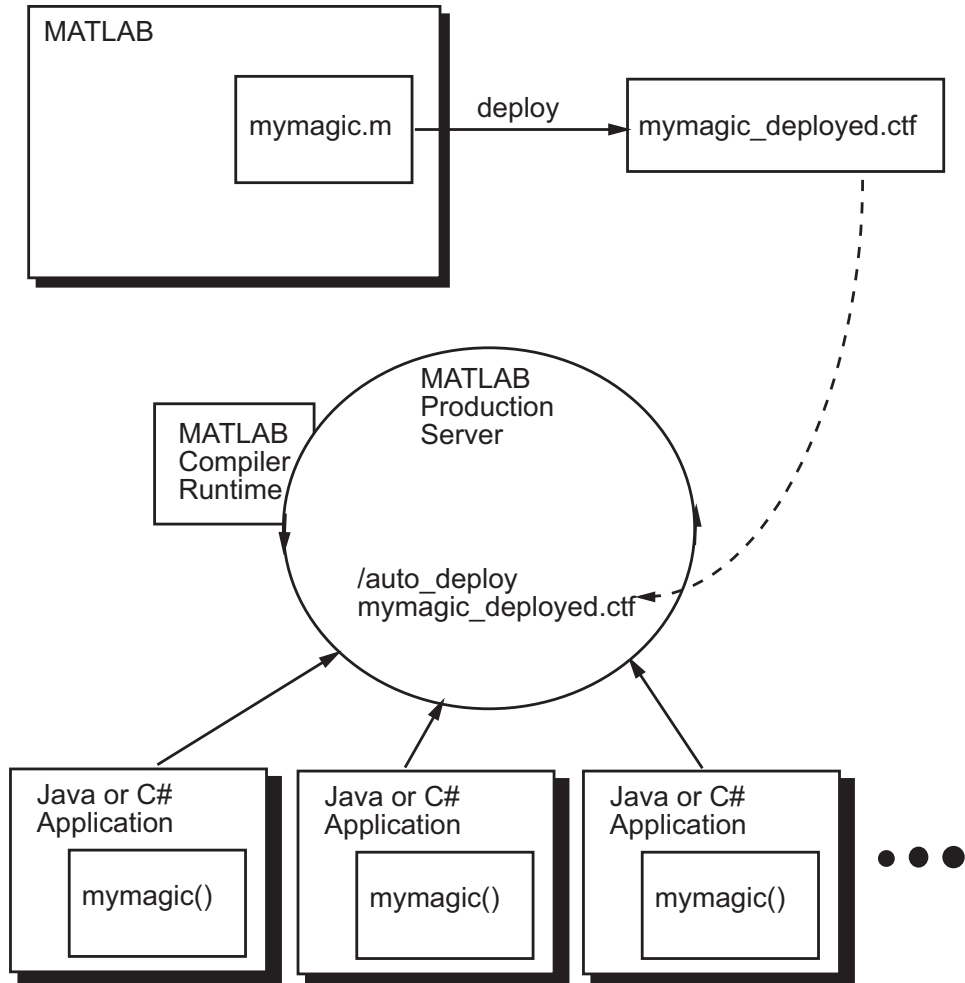 MATLAB
mymagic.m
deploy
mymagic_deployed.ctf
MATLAB
Production
Server
MATLAB
Compiler
Runtime
/auto_deploy
mymagic_deployed.ctf
Java or C#
Application
mymagic()
Java or C#
Application
mymagic()
Java or C#
Application
mymagic()